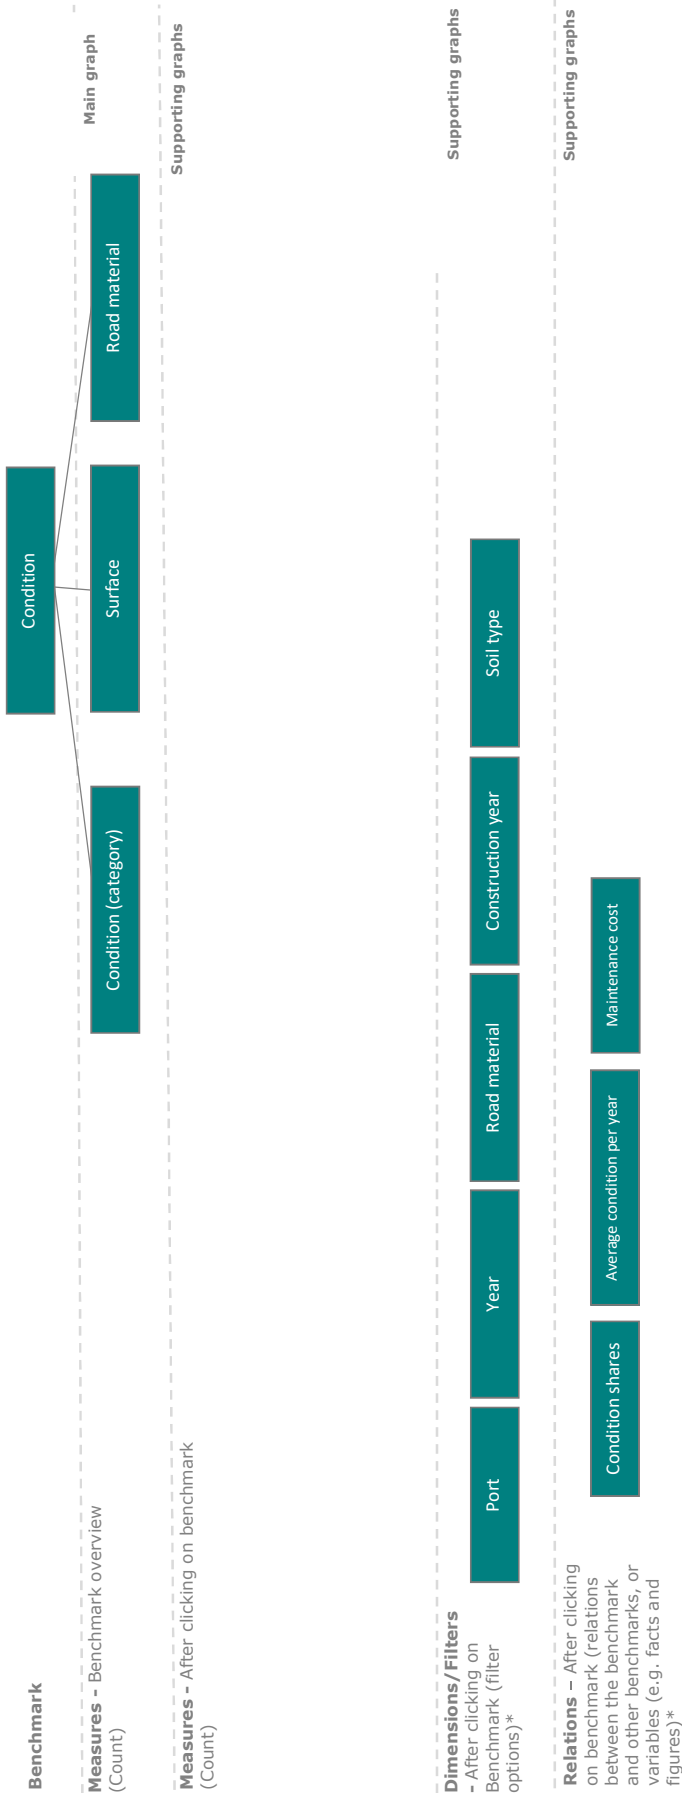 Benchmark
Condition
Measures - Benchmark overview
(Count)
Condition (category)
Surface
Road material
Main graph
Measures - After clicking on benchmark
(Count)
Supporting graphs
Dimensions/Filters
- After clicking on
Benchmark (filter
options)*
Port
Year
Road material
Construction year
Soil type
Supporting graphs
Relations – After clicking
on benchmark (relations
between the benchmark
and other benchmarks, or
variables (e.g. facts and
figures)*
Condition shares
Average condition per year
Maintenance cost
Supporting graphs